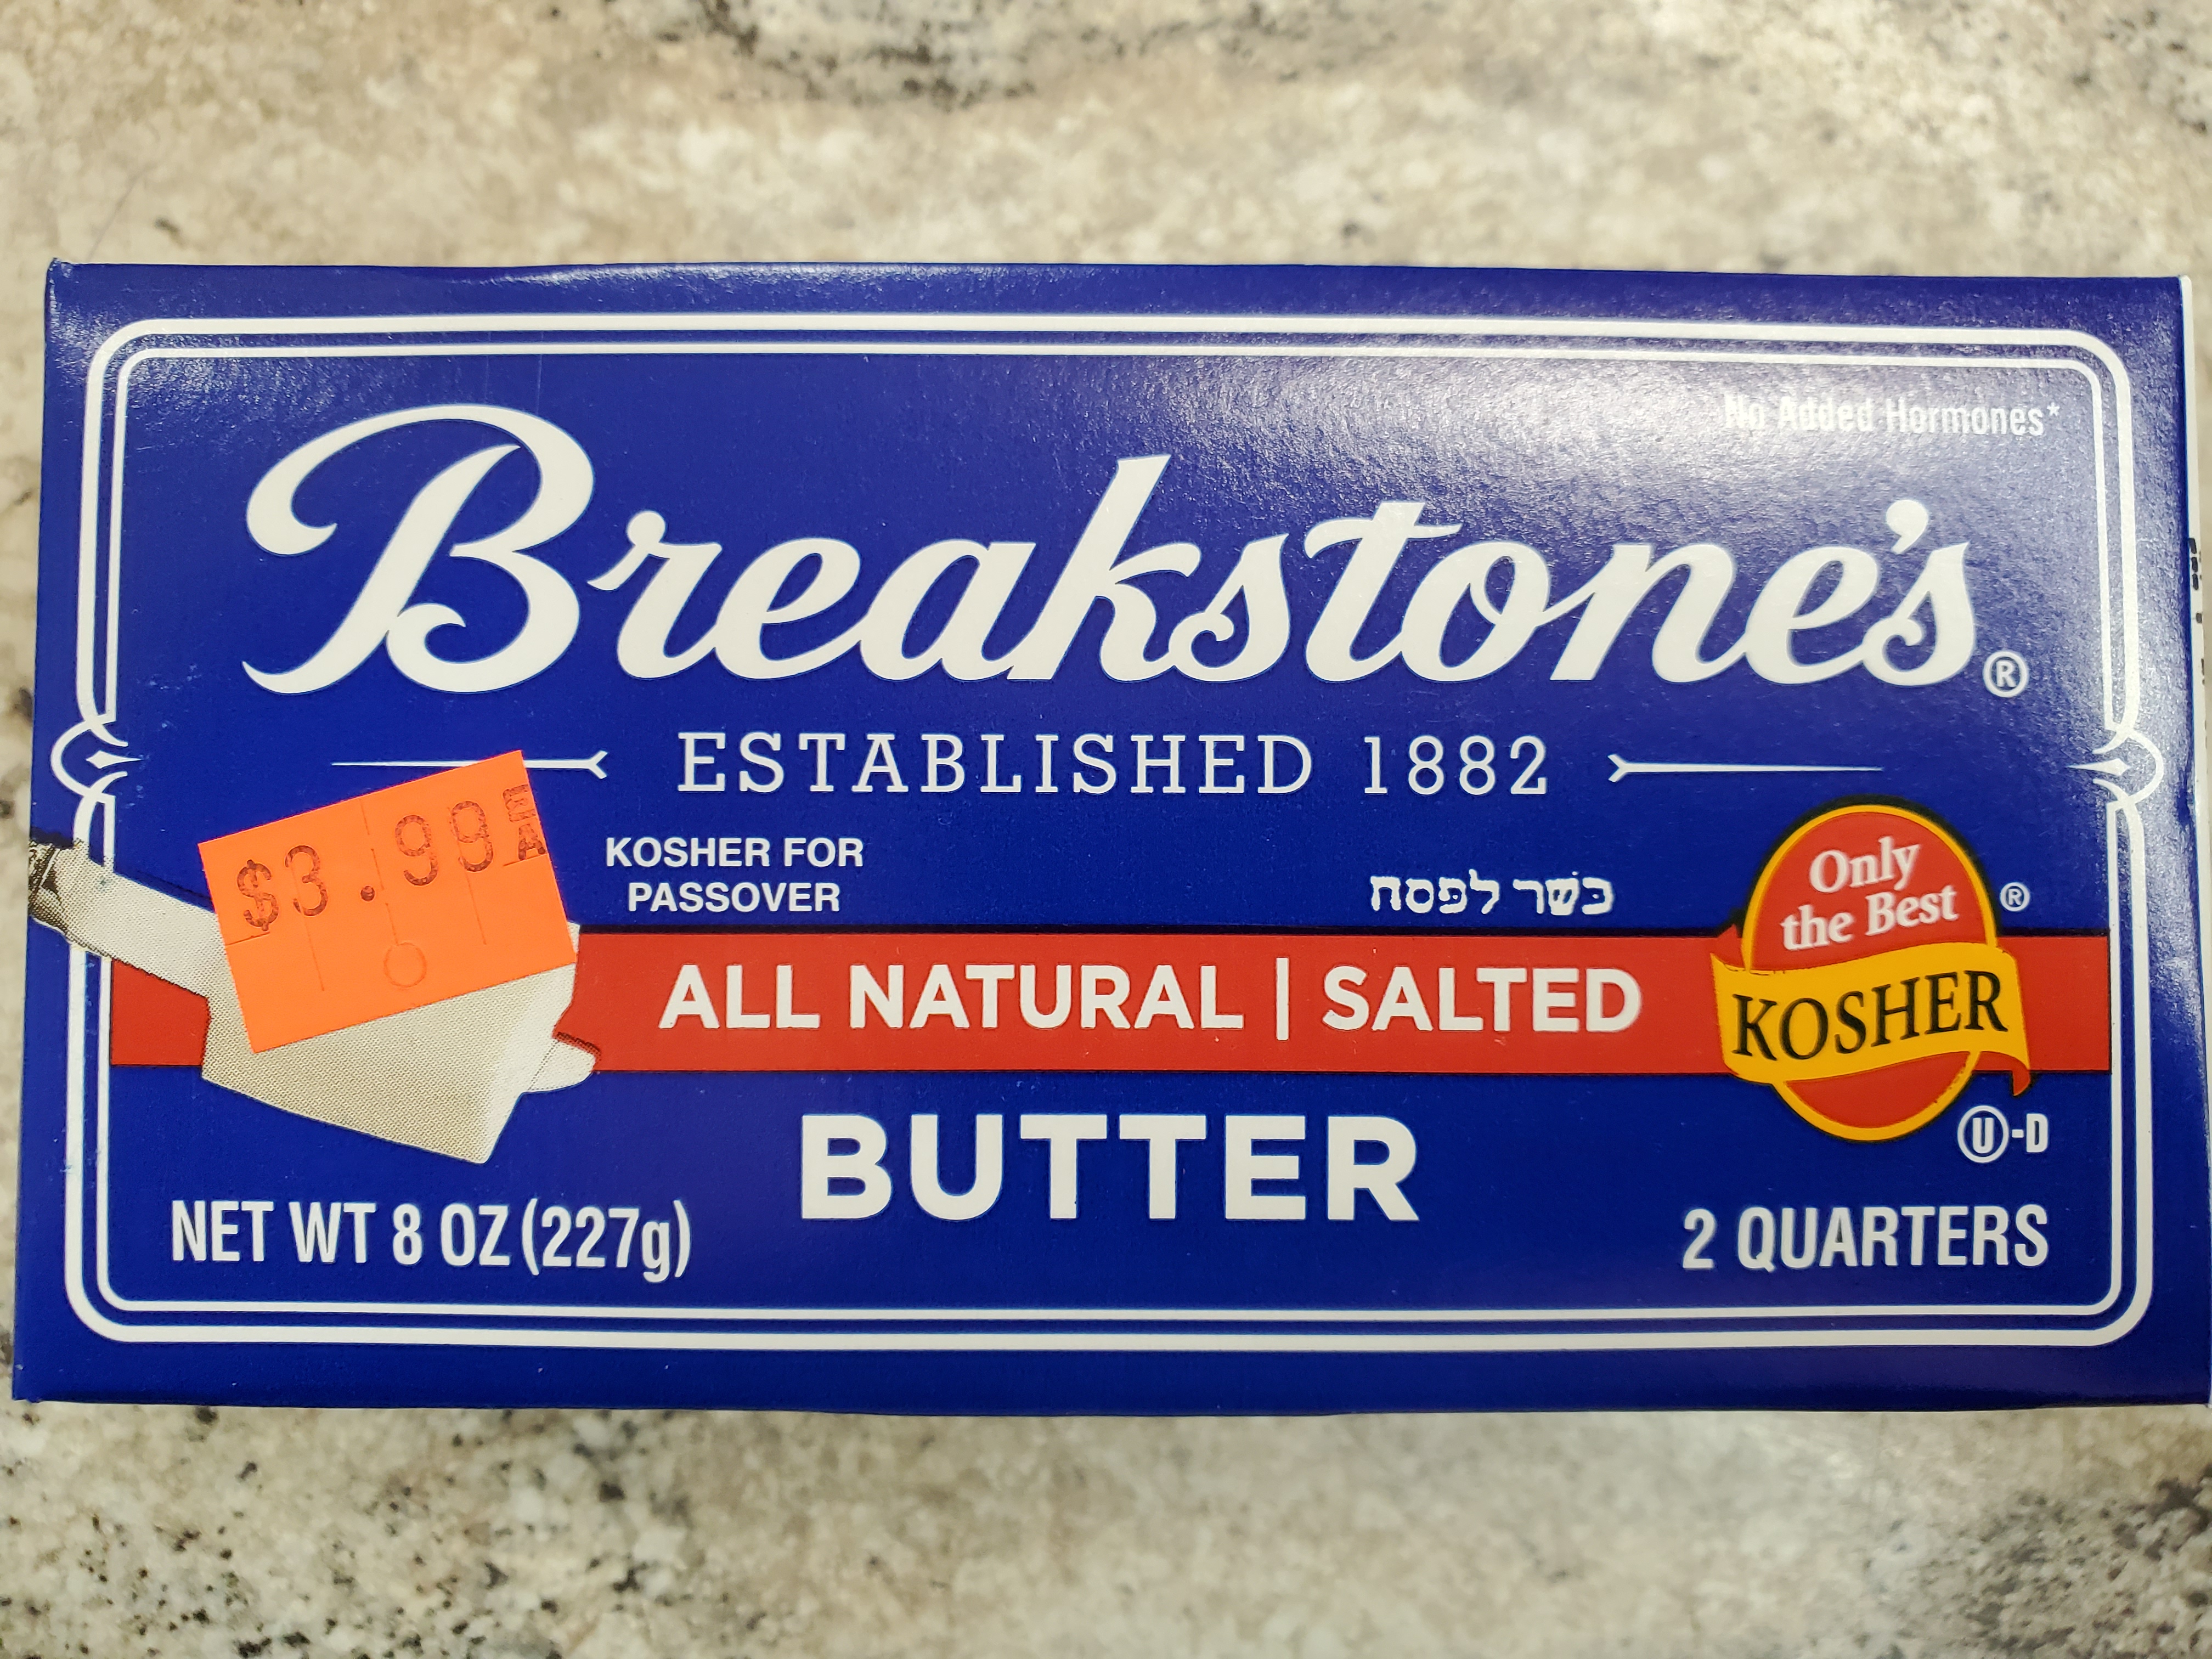 No Added Hormones*
Breakstone's®
ESTABLISHED 1882
$3.99 EA
KOSHER FOR
PASSOVER
כשר לפסח
ALL NATURAL | SALTED
Only
the Best
KOSHER
®
BUTTER
U-D
NET WT 8 OZ (227g)
2 QUARTERS